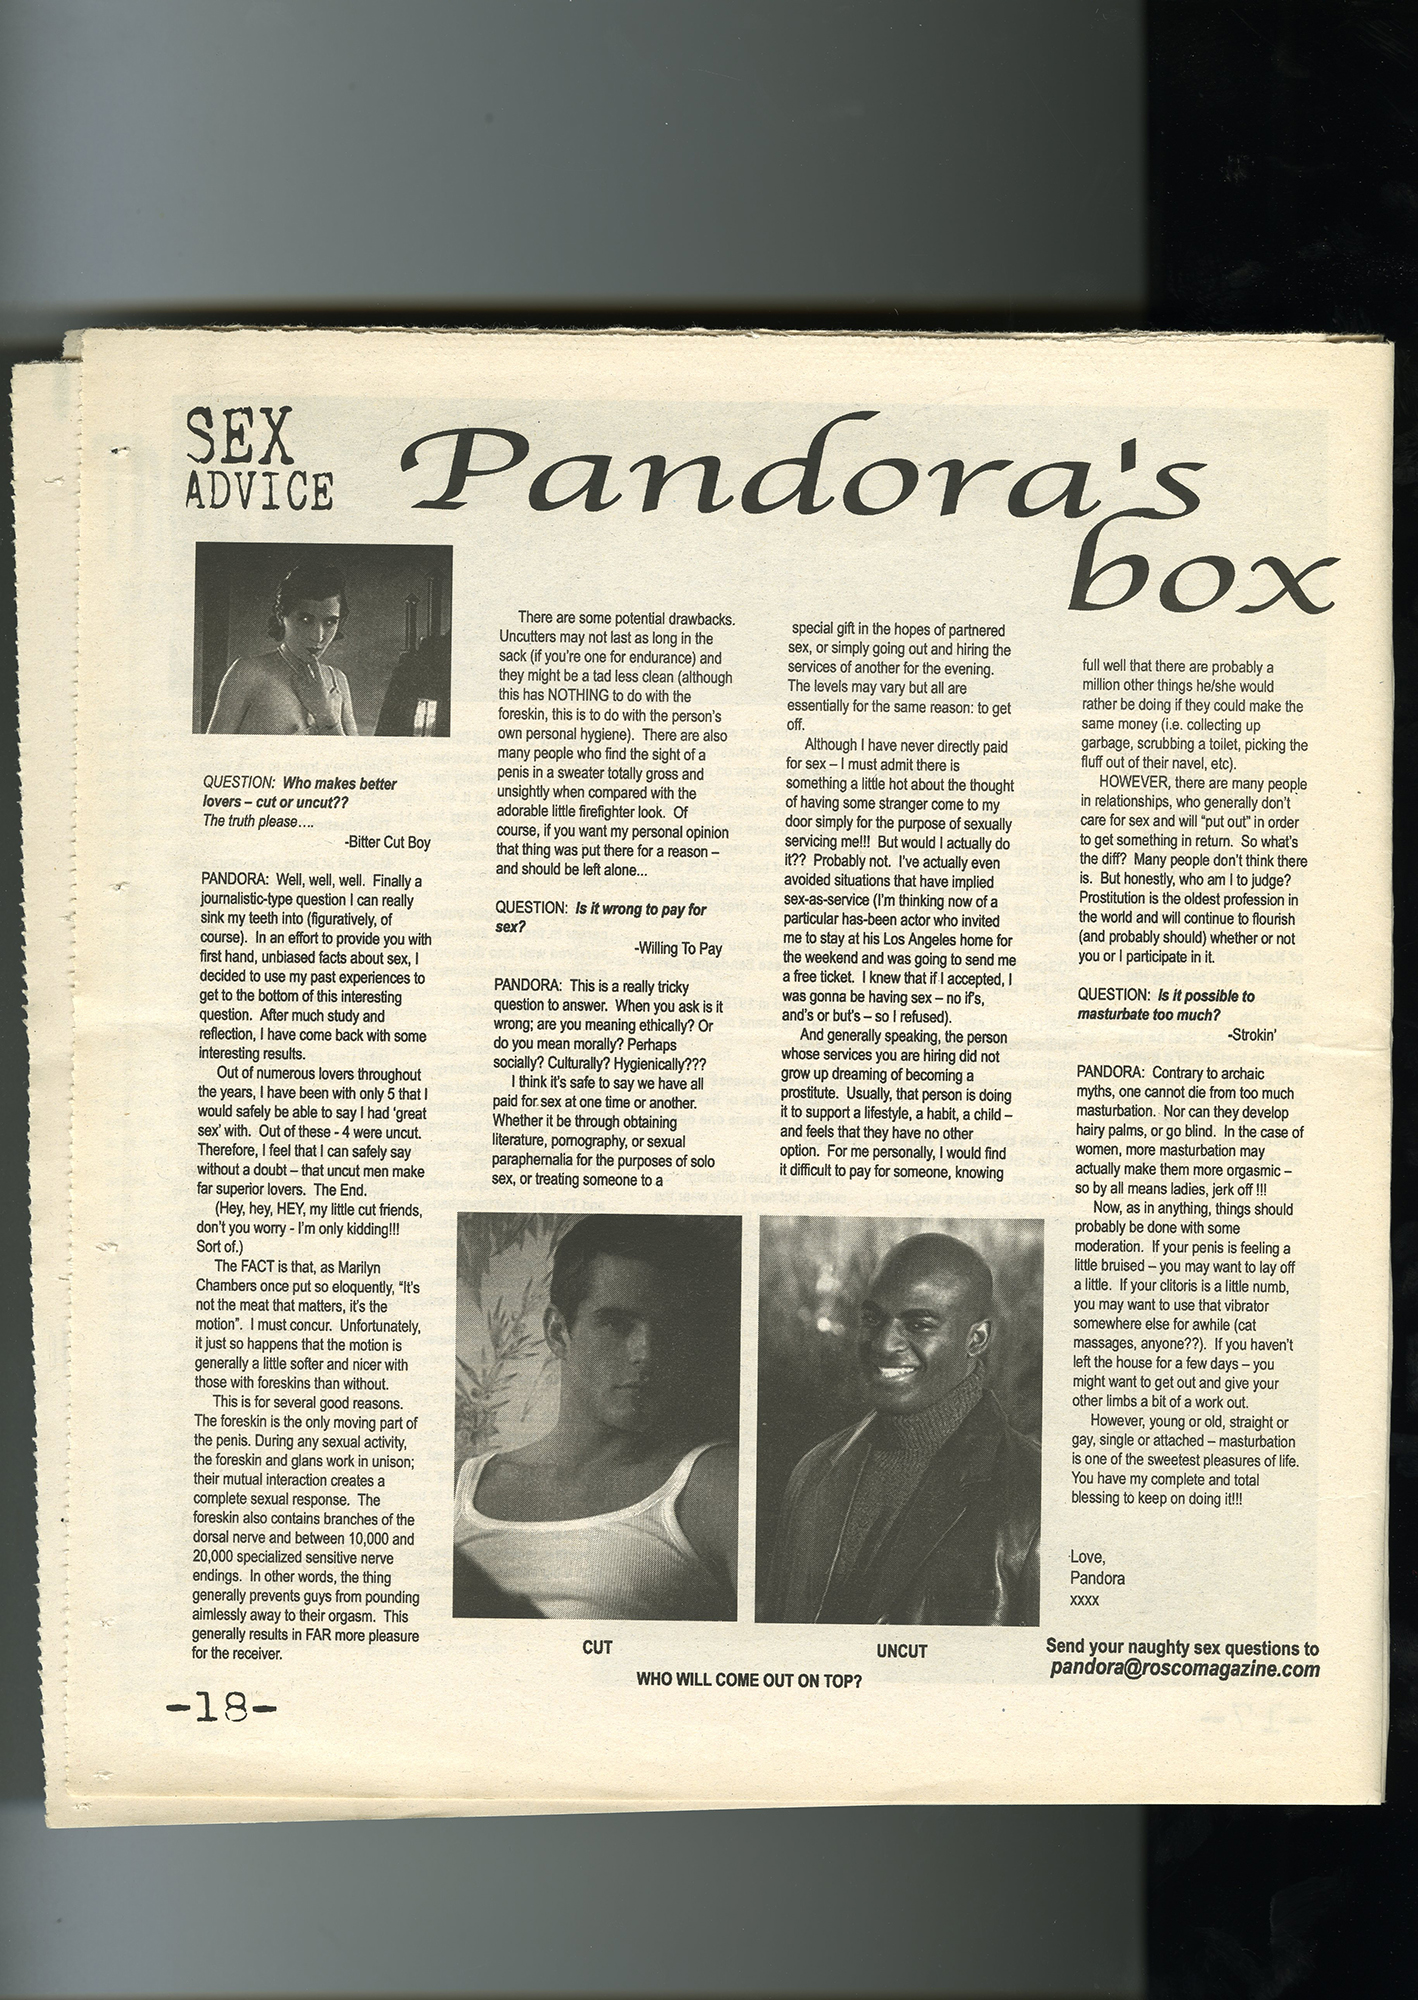 SEX
ADVICE
Pandora's
box
QUESTION: Who makes better
lovers – cut or uncut??
The truth please....
-Bitter Cut Boy
PANDORA: Well, well, well. Finally a
journalistic-type question I can really
sink my teeth into (figuratively, of
course). In an effort to provide you with
first hand, unbiased facts about sex, I
decided to use my past experiences to
get to the bottom of this interesting
question. After much study and
reflection, I have come back with some
interesting results.
Out of numerous lovers throughout
the years, I have been with only 5 that I
would safely be able to say I had 'great
sex' with. Out of these - 4 were uncut.
Therefore, I feel that I can safely say
without a doubt – that uncut men make
far superior lovers. The End.
(Hey, hey, HEY, my little cut friends,
don't you worry - I'm only kidding!!!
Sort of.)
The FACT is that, as Marilyn
Chambers once put so eloquently, "It's
not the meat that matters, it's the
motion". I must concur. Unfortunately,
it just so happens that the motion is
generally a little softer and nicer with
those with foreskins than without.
This is for several good reasons.
The foreskin is the only moving part of
the penis. During any sexual activity,
the foreskin and glans work in unison;
their mutual interaction creates a
complete sexual response. The
foreskin also contains branches of the
dorsal nerve and between 10,000 and
20,000 specialized sensitive nerve
endings. In other words, the thing
generally prevents guys from pounding
aimlessly away to their orgasm. This
generally results in FAR more pleasure
for the receiver.
There are some potential drawbacks.
Uncutters may not last as long in the
sack (if you're one for endurance) and
they might be a tad less clean (although
this has NOTHING to do with the
foreskin, this is to do with the person's
own personal hygiene). There are also
many people who find the sight of a
penis in a sweater totally gross and
unsightly when compared with the
adorable little firefighter look. Of
course, if you want my personal opinion
that thing was put there for a reason –
and should be left alone...
QUESTION: Is it wrong to pay for
sex?
-Willing To Pay
PANDORA: This is a really tricky
question to answer. When you ask is it
wrong; are you meaning ethically? Or
do you mean morally? Perhaps
socially? Culturally? Hygienically???
I think it's safe to say we have all
paid for sex at one time or another.
Whether it be through obtaining
literature, pornography, or sexual
paraphernalia for the purposes of solo
sex, or treating someone to a
special gift in the hopes of partnered
sex, or simply going out and hiring the
services of another for the evening.
The levels may vary but all are
essentially for the same reason: to get
off.
Although I have never directly paid
for sex – I must admit there is
something a little hot about the thought
of having some stranger come to my
door simply for the purpose of sexually
servicing me!!! But would I actually do
it?? Probably not. I've actually even
avoided situations that have implied
sex-as-service (I'm thinking now of a
particular has-been actor who invited
me to stay at his Los Angeles home for
the weekend and was going to send me
a free ticket. I knew that if I accepted, I
was gonna be having sex – no if's,
and's or but's – so I refused).
And generally speaking, the person
whose services you are hiring did not
grow up dreaming of becoming a
prostitute. Usually, that person is doing
it to support a lifestyle, a habit, a child –
and feels that they have no other
option. For me personally, I would find
it difficult to pay for someone, knowing
full well that there are probably a
million other things he/she would
rather be doing if they could make the
same money (i.e. collecting up
garbage, scrubbing a toilet, picking the
fluff out of their navel, etc).
HOWEVER, there are many people
in relationships, who generally don't
care for sex and will "put out" in order
to get something in return. So what's
the diff? Many people don't think there
is. But honestly, who am I to judge?
Prostitution is the oldest profession in
the world and will continue to flourish
(and probably should) whether or not
you or I participate in it.
QUESTION: Is it possible to
masturbate too much?
-Strokin'
PANDORA: Contrary to archaic
myths, one cannot die from too much
masturbation. Nor can they develop
hairy palms, or go blind. In the case of
women, more masturbation may
actually make them more orgasmic –
so by all means ladies, jerk off !!!
Now, as in anything, things should
probably be done with some
moderation. If your penis is feeling a
little bruised – you may want to lay off
a little. If your clitoris is a little numb,
you may want to use that vibrator
somewhere else for awhile (cat
massages, anyone??). If you haven't
left the house for a few days – you
might want to get out and give your
other limbs a bit of a work out.
However, young or old, straight or
gay, single or attached – masturbation
is one of the sweetest pleasures of life.
You have my complete and total
blessing to keep on doing it!!!
Love,
Pandora
xxxx
CUT
UNCUT
WHO WILL COME OUT ON TOP?
Send your naughty sex questions to
pandora@roscomagazine.com
-18-